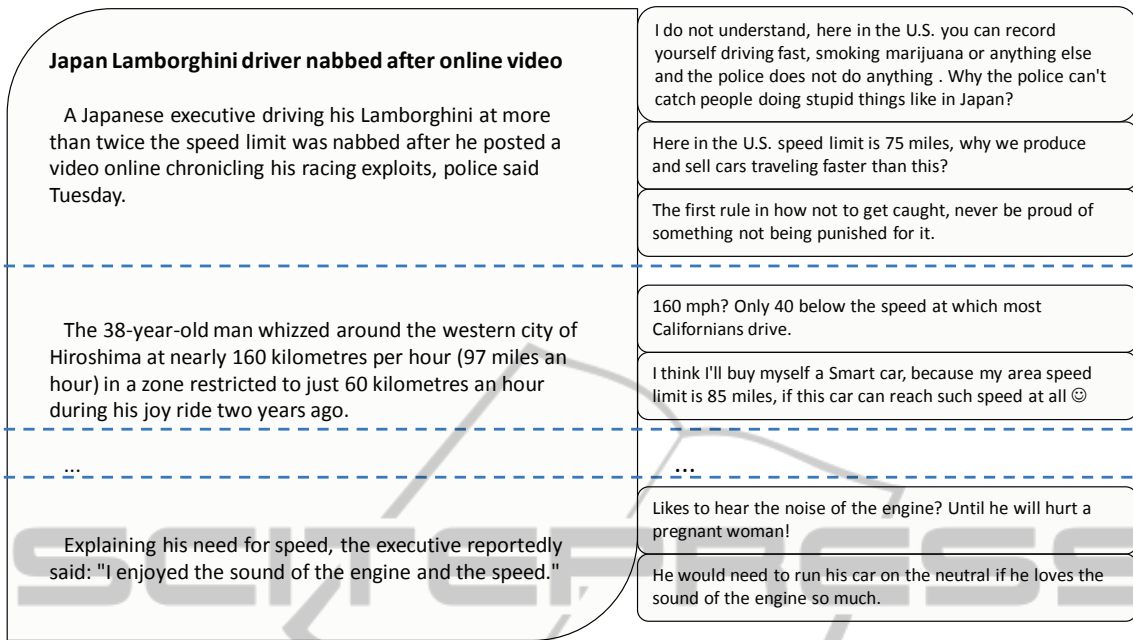 Japan Lamborghini driver nabbed after online video
A Japanese executive driving his Lamborghini at more
than twice the speed limit was nabbed after he posted a
video online chronicling his racing exploits, police said
Tuesday.
I do not understand, here in the U.S. you can record
yourself driving fast, smoking marijuana or anything else
and the police does not do anything . Why the police can't
catch people doing stupid things like in Japan?
Here in the U.S. speed limit is 75 miles, why we produce
and sell cars traveling faster than this?
The first rule in how not to get caught, never be proud of
something not being punished for it.
The 38-year-old man whizzed around the western city of
Hiroshima at nearly 160 kilometres per hour (97 miles an
hour) in a zone restricted to just 60 kilometres an hour
during his joy ride two years ago.
160 mph? Only 40 below the speed at which most
Californians drive.
I think I'll buy myself a Smart car, because my area speed
limit is 85 miles, if this car can reach such speed at all ☺
...
...
Explaining his need for speed, the executive reportedly
said: "I enjoyed the sound of the engine and the speed."
Likes to hear the noise of the engine? Until he will hurt a
pregnant woman!
He would need to run his car on the neutral if he loves the
sound of the engine so much.
SCITEPRESS